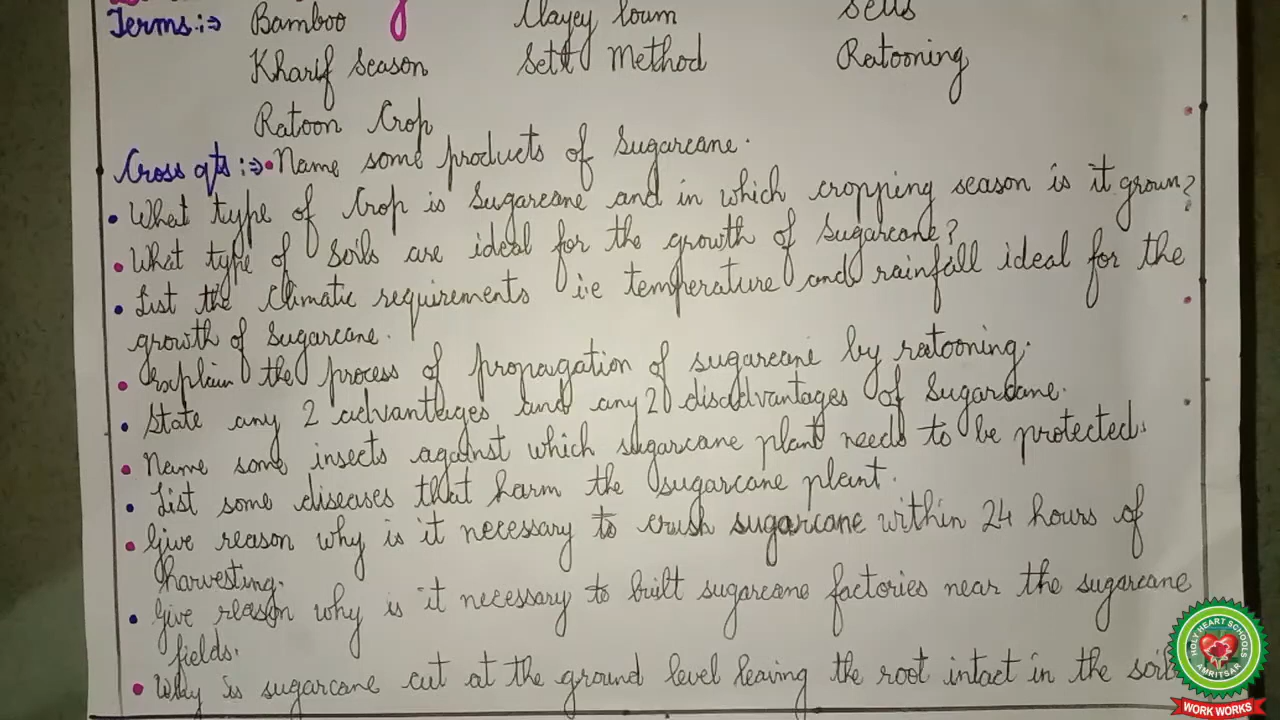 Terms:⇒ Bamboo Clayey loum Setts
Kharif Season Sett Method Ratooning
Ratoon Crop
Cross qts:⇒ • Name some products of Sugarcane.
• What type of Crop is Sugarcane and in which cropping season is it grown?
• What type of Soils are ideal for the growth of Sugarcane?
• List the Climatic requirements i.e temperature and rainfall ideal for the
growth of Sugarcane.
• Explain the process of propagation of sugarcane by ratooning.
• State any 2 advantages and any 2 disadvantages of Sugarcane.
• Name some insects against which sugarcane plant needs to be protected.
• List some diseases that harm the sugarcane plant.
• Give reason why is it necessary to crush sugarcane within 24 hours of
harvesting.
• Give reason why is it necessary to built sugarcane factories near the sugarcane
fields.
• Why is sugarcane cut at the ground level leaving the root intact in the soil
HOLY HEART SCHOOLS
AMRITSAR
WORK WORKS